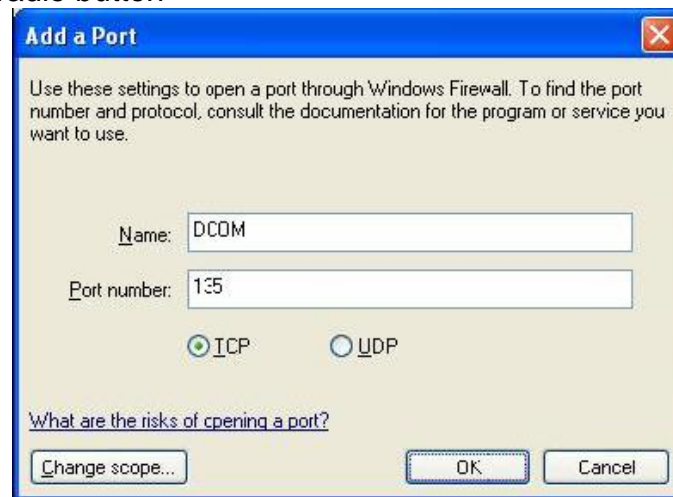 radio button
Add a Port
Use these settings to open a port through Windows Firewall. To find the port
number and protocol, consult the documentation for the program or service you
want to use.
Name: DCOM
Port number: 135
TCP UDP
What are the risks of opening a port?
Change scope... OK Cancel